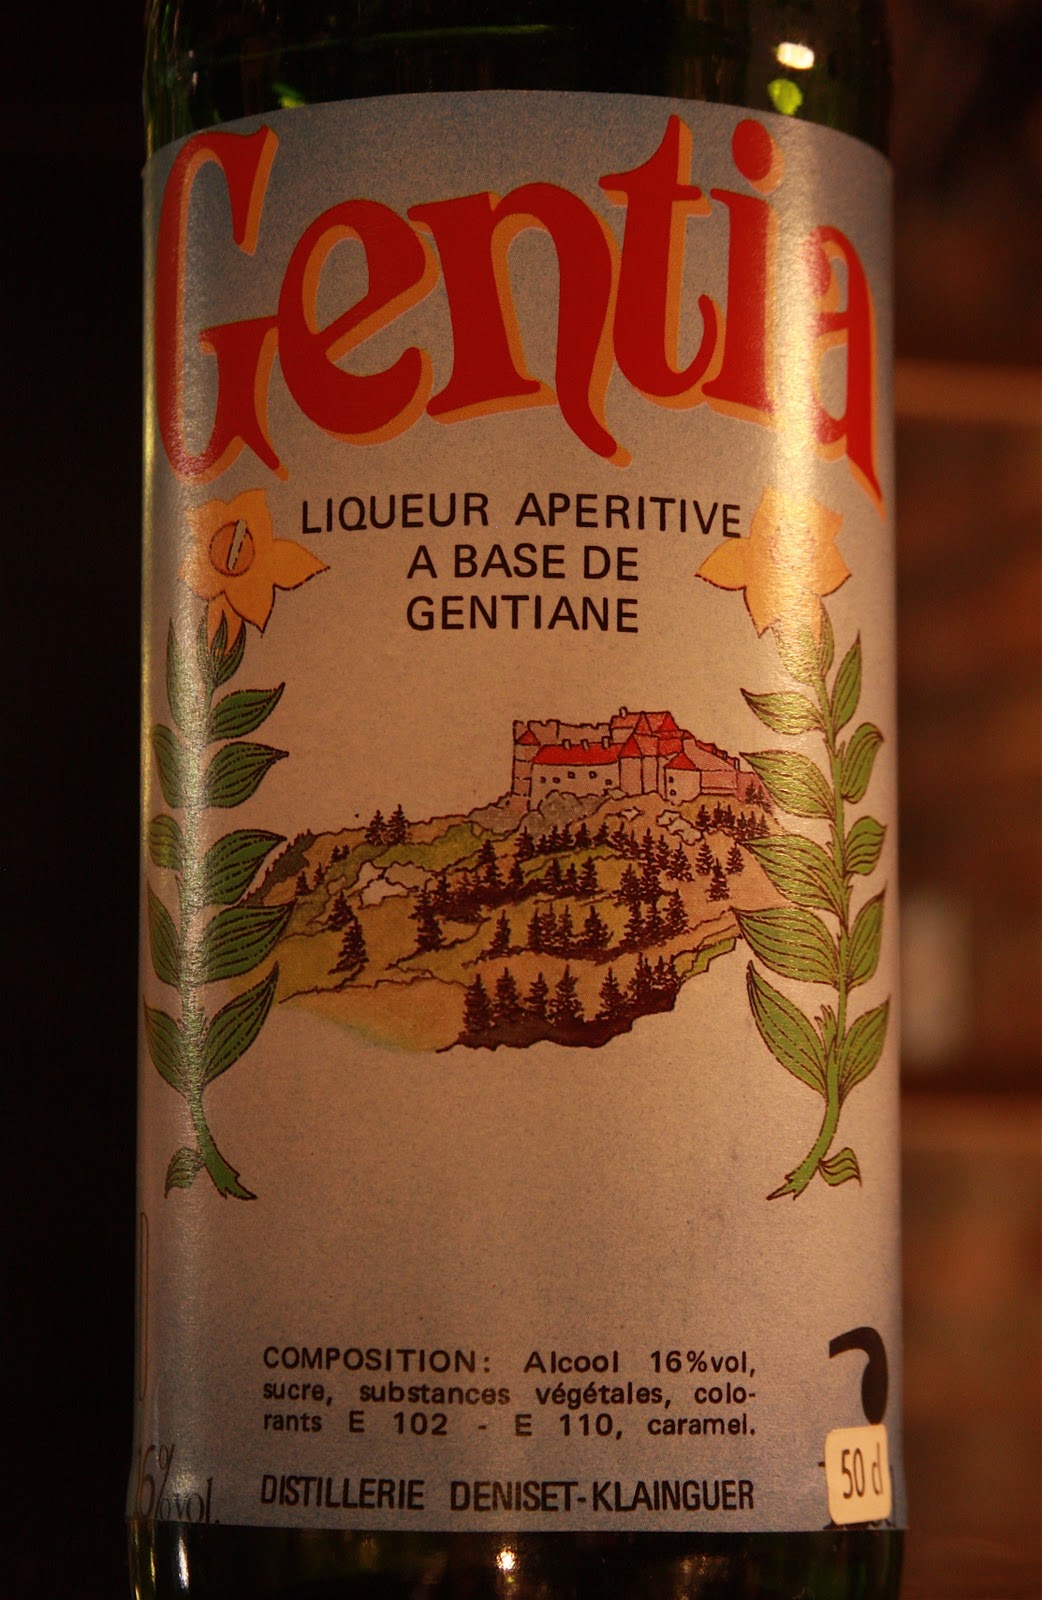 Gentia
LIQUEUR APERITIVE
A BASE DE
GENTIANE
COMPOSITION: Alcool 16%vol,
sucre, substances végétales, colo-
rants E 102 - E 110, caramel.
DISTILLERIE DENISET-KLAINGUER
16%vol.
50 cl